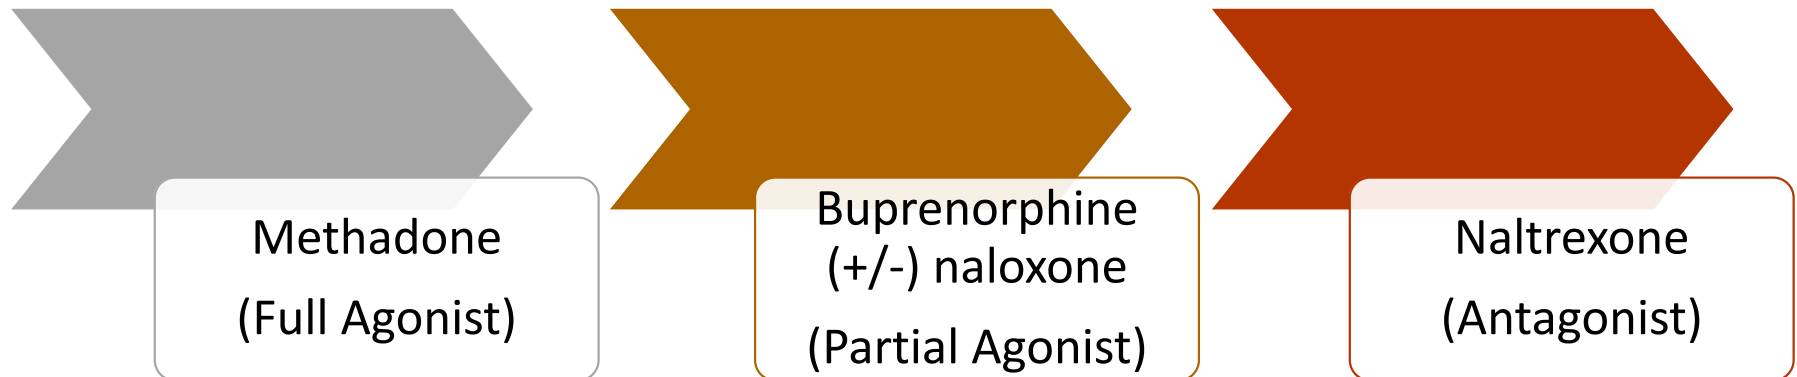 Methadone
(Full Agonist)
Buprenorphine
(+/-) naloxone
(Partial Agonist)
Naltrexone
(Antagonist)